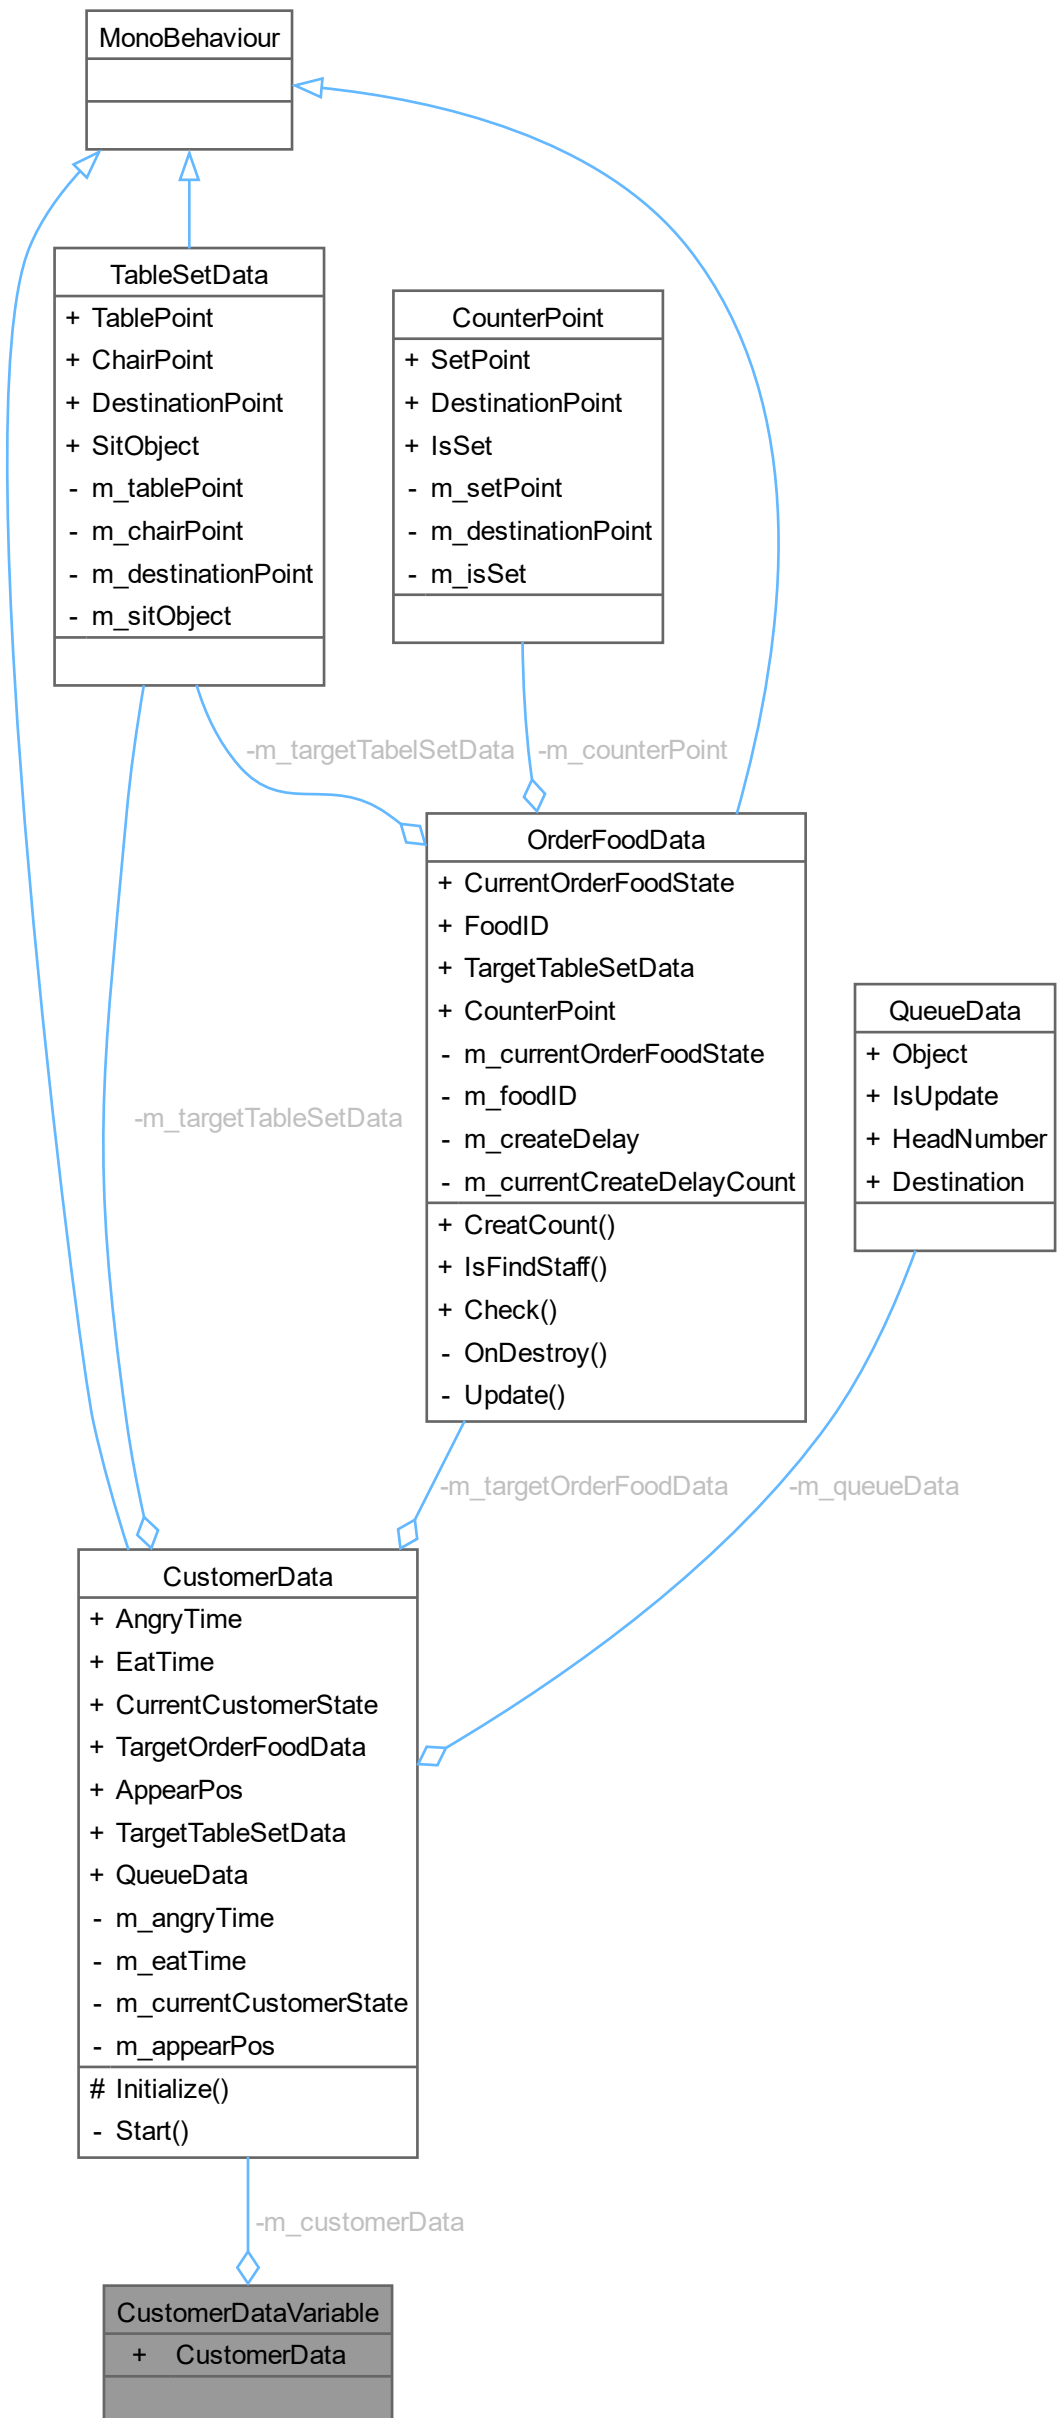 MonoBehaviour
TableSetData
+ TablePoint
+ ChairPoint
+ DestinationPoint
+ SitObject
- m_tablePoint
- m_chairPoint
- m_destinationPoint
- m_sitObject
CounterPoint
+ SetPoint
+ DestinationPoint
+ IsSet
- m_setPoint
- m_destinationPoint
- m_isSet
-m_targetTabelSetData
-m_counterPoint
OrderFoodData
+ CurrentOrderFoodState
+ FoodID
+ TargetTableSetData
+ CounterPoint
- m_currentOrderFoodState
- m_foodID
- m_createDelay
- m_currentCreateDelayCount
+ CreatCount()
+ IsFindStaff()
+ Check()
- OnDestroy()
- Update()
QueueData
+ Object
+ IsUpdate
+ HeadNumber
+ Destination
-m_targetTableSetData
-m_targetOrderFoodData
-m_queueData
CustomerData
+ AngryTime
+ EatTime
+ CurrentCustomerState
+ TargetOrderFoodData
+ AppearPos
+ TargetTableSetData
+ QueueData
- m_angryTime
- m_eatTime
- m_currentCustomerState
- m_appearPos
# Initialize()
- Start()
-m_customerData
CustomerDataVariable
+ CustomerData